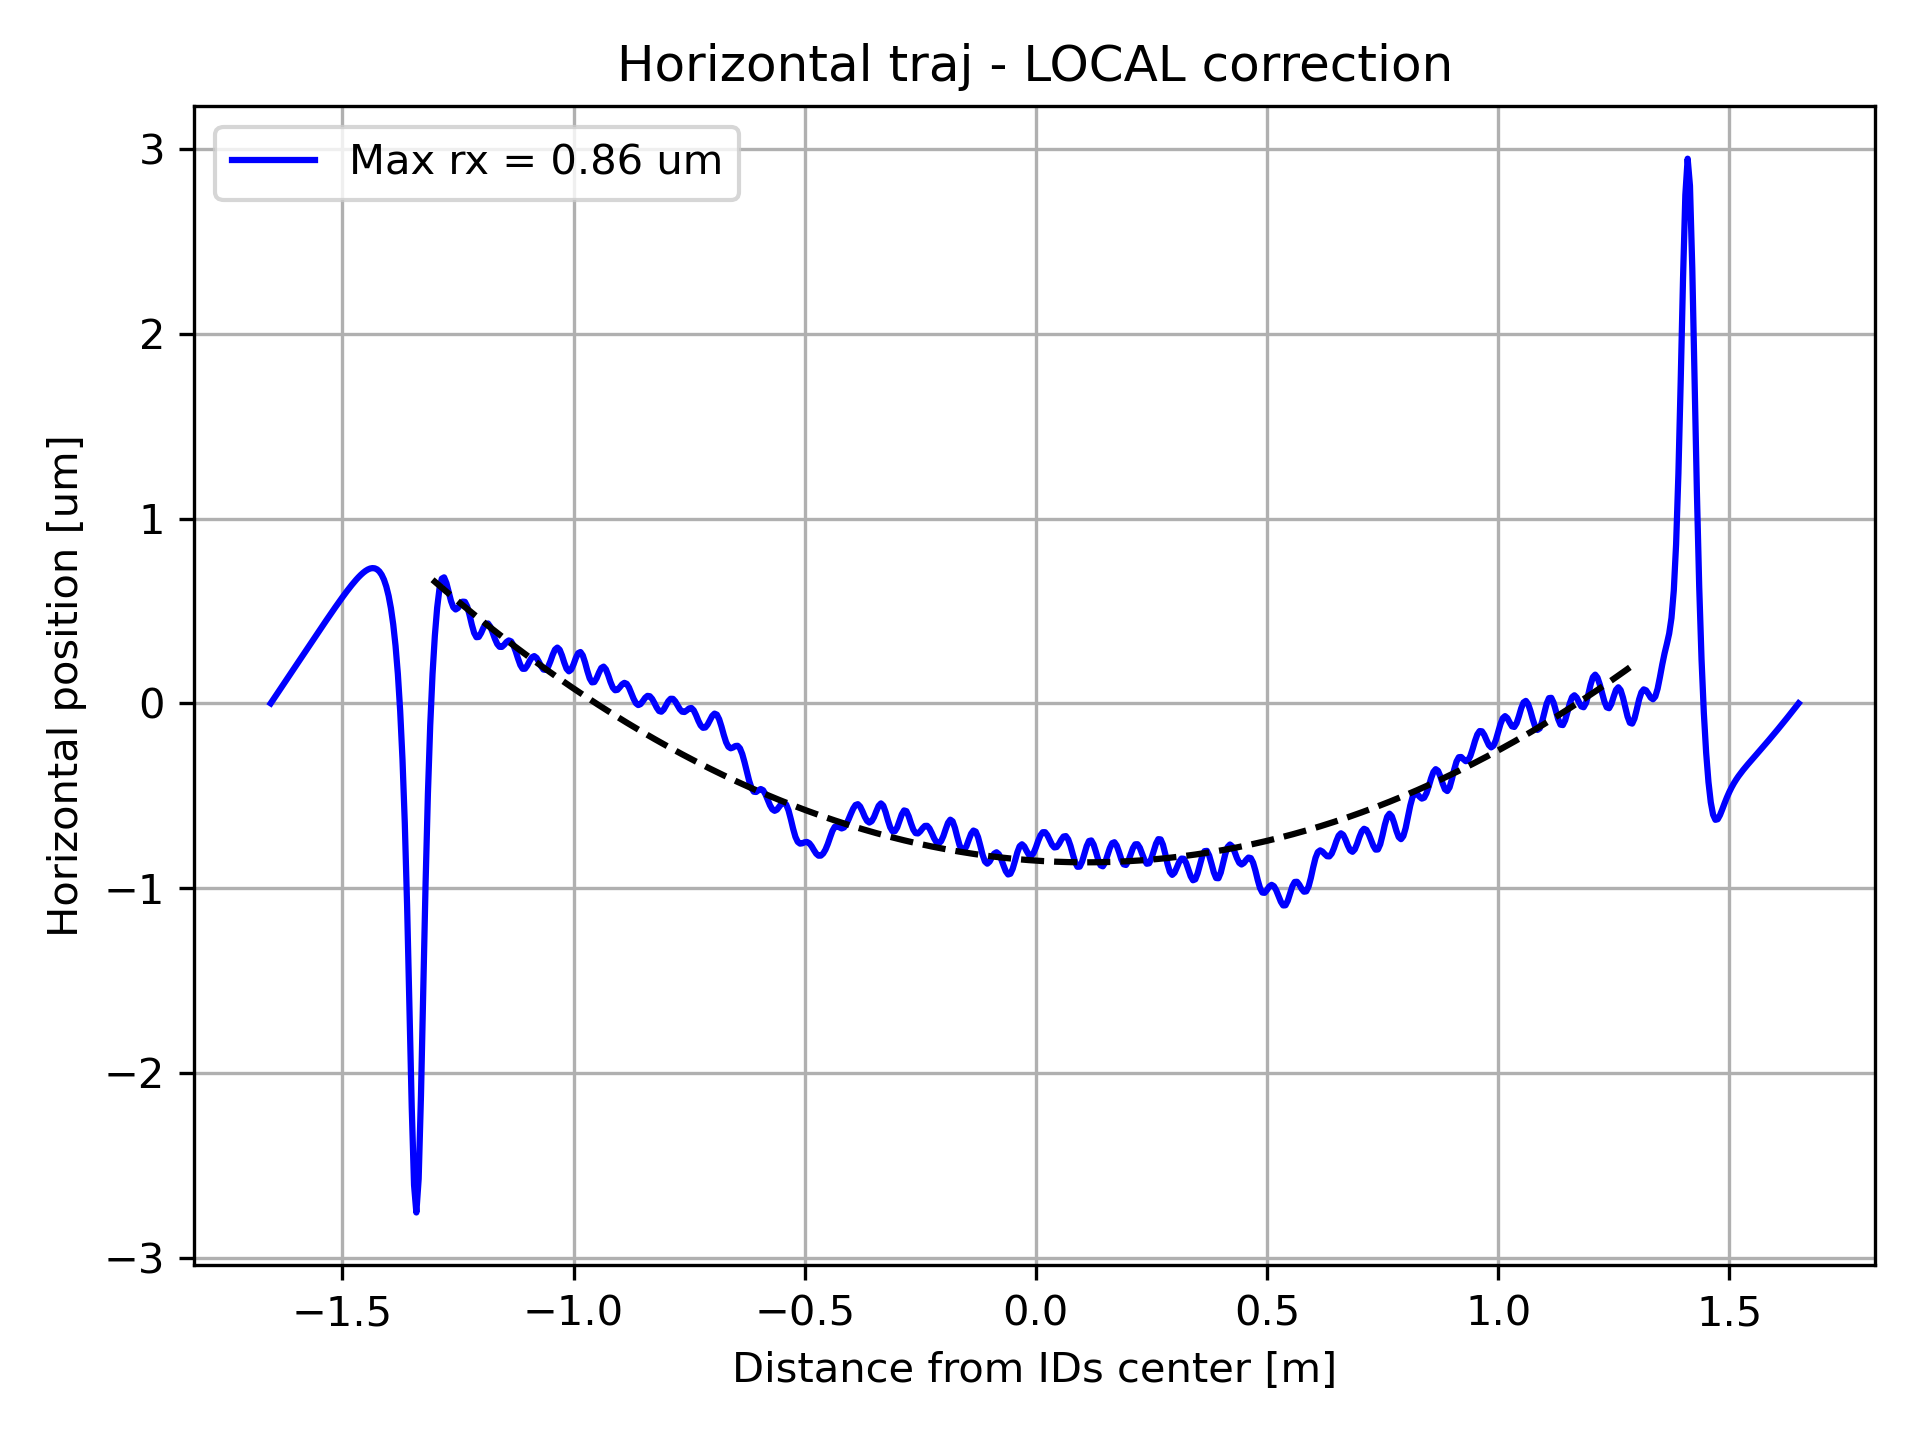 Horizontal traj - LOCAL correction
Max rx = 0.86 um
Horizontal position [um]
3
2
1
0
−1
−2
−3
−1.5 −1.0 −0.5 0.0 0.5 1.0 1.5
Distance from IDs center [m]